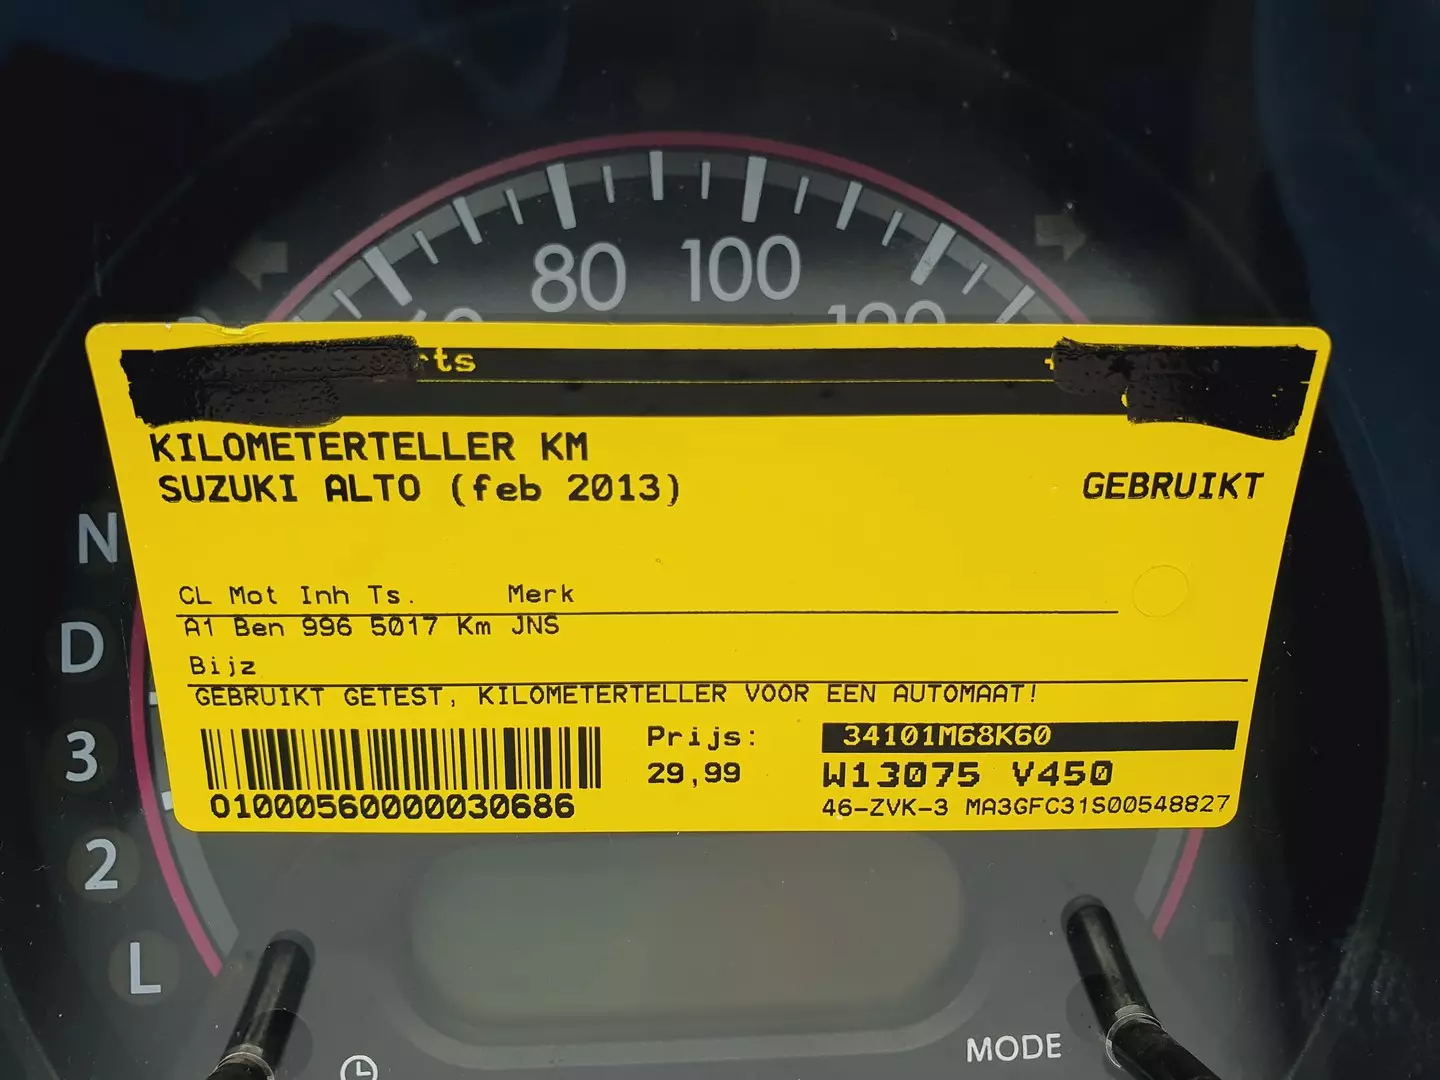 80 100
120
rts
KILOMETERTELLER KM
SUZUKI ALTO (feb 2013)
GEBRUIKT
CL Mot Inh Ts. Merk
A1 Ben 996 5017 Km JNS
Bijz
GEBRUIKT GETEST, KILOMETERTELLER VOOR EEN AUTOMAAT!
Prijs: 34101M68K60
29,99 W13075 V450
01000560000030686 46-ZVK-3 MA3GFC31S00548827
N
D
3
2
L
MODE